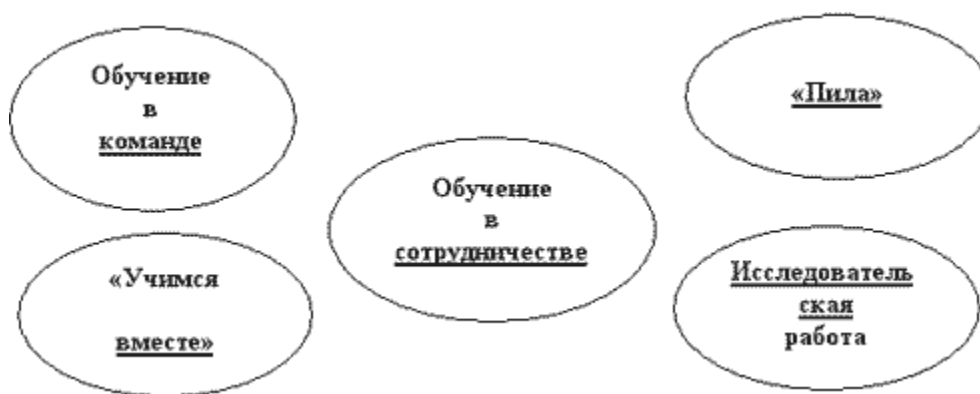 Обучение
в
команде
«Пила»
Обучение
в
сотрудничестве
«Учимся
вместе»
Исследователь
ская
работа